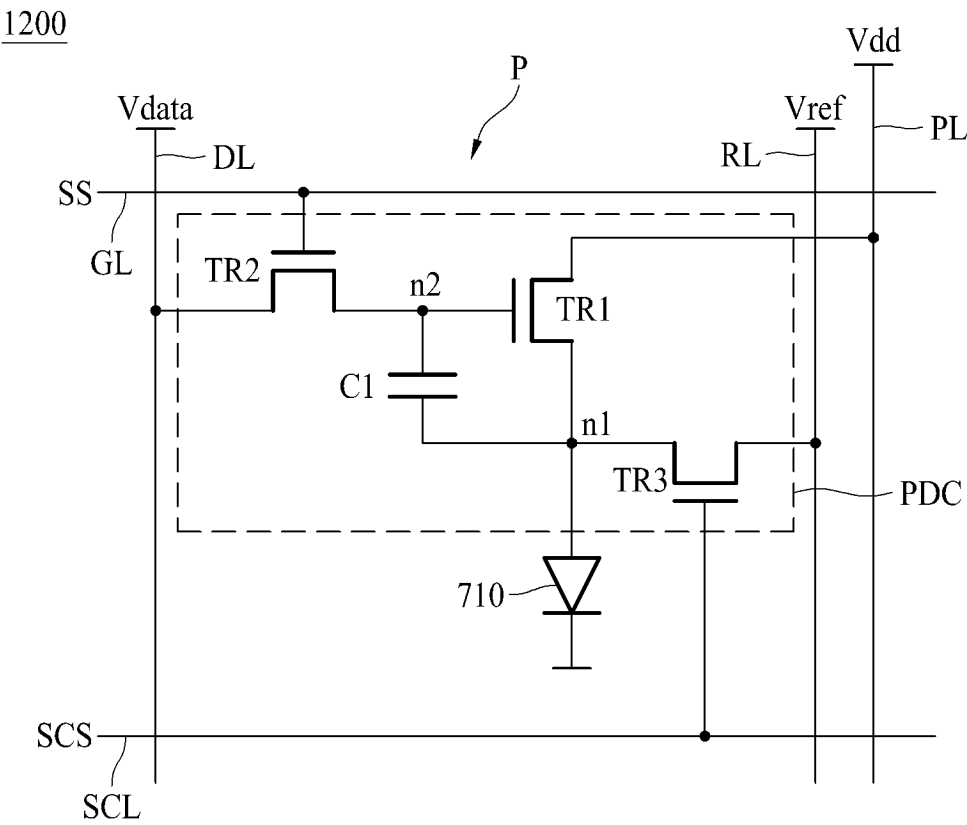 1200
Vdd
P
Vdata
Vref
PL
DL
RL
SS
GL
TR2
n2
TR1
C1
n1
TR3
PDC
710
SCS
SCL